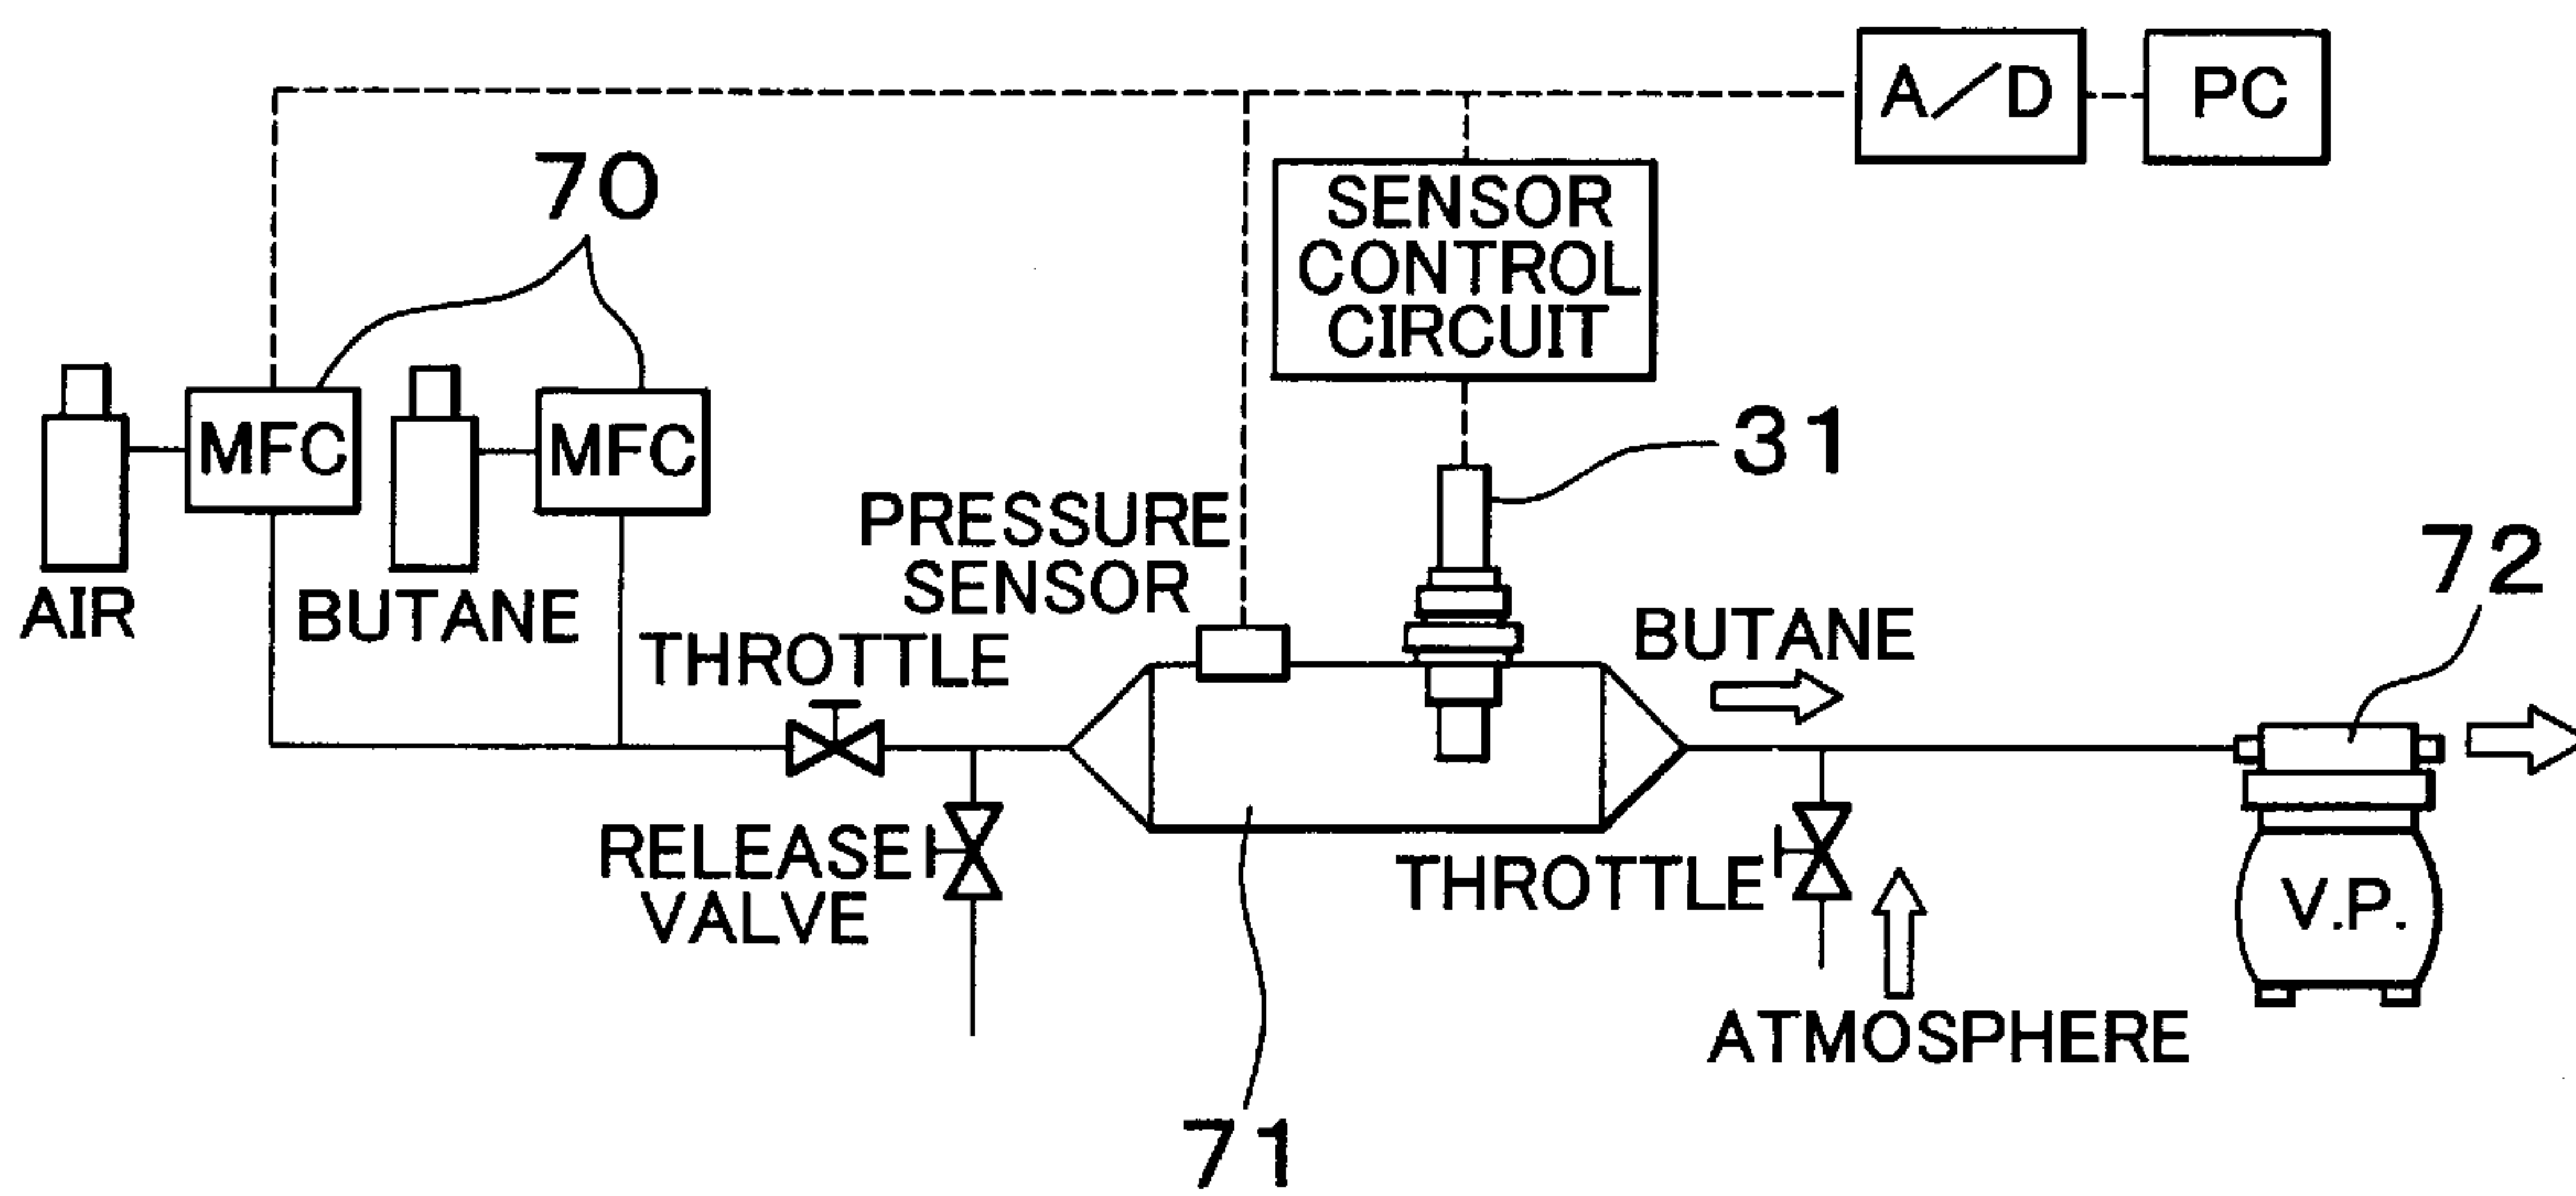 A/D
PC
70
SENSOR
CONTROL
CIRCUIT
MFC
MFC
31
AIR
BUTANE
PRESSURE
SENSOR
THROTTLE
BUTANE
72
RELEASE
VALVE
THROTTLE
V.P.
ATMOSPHERE
71